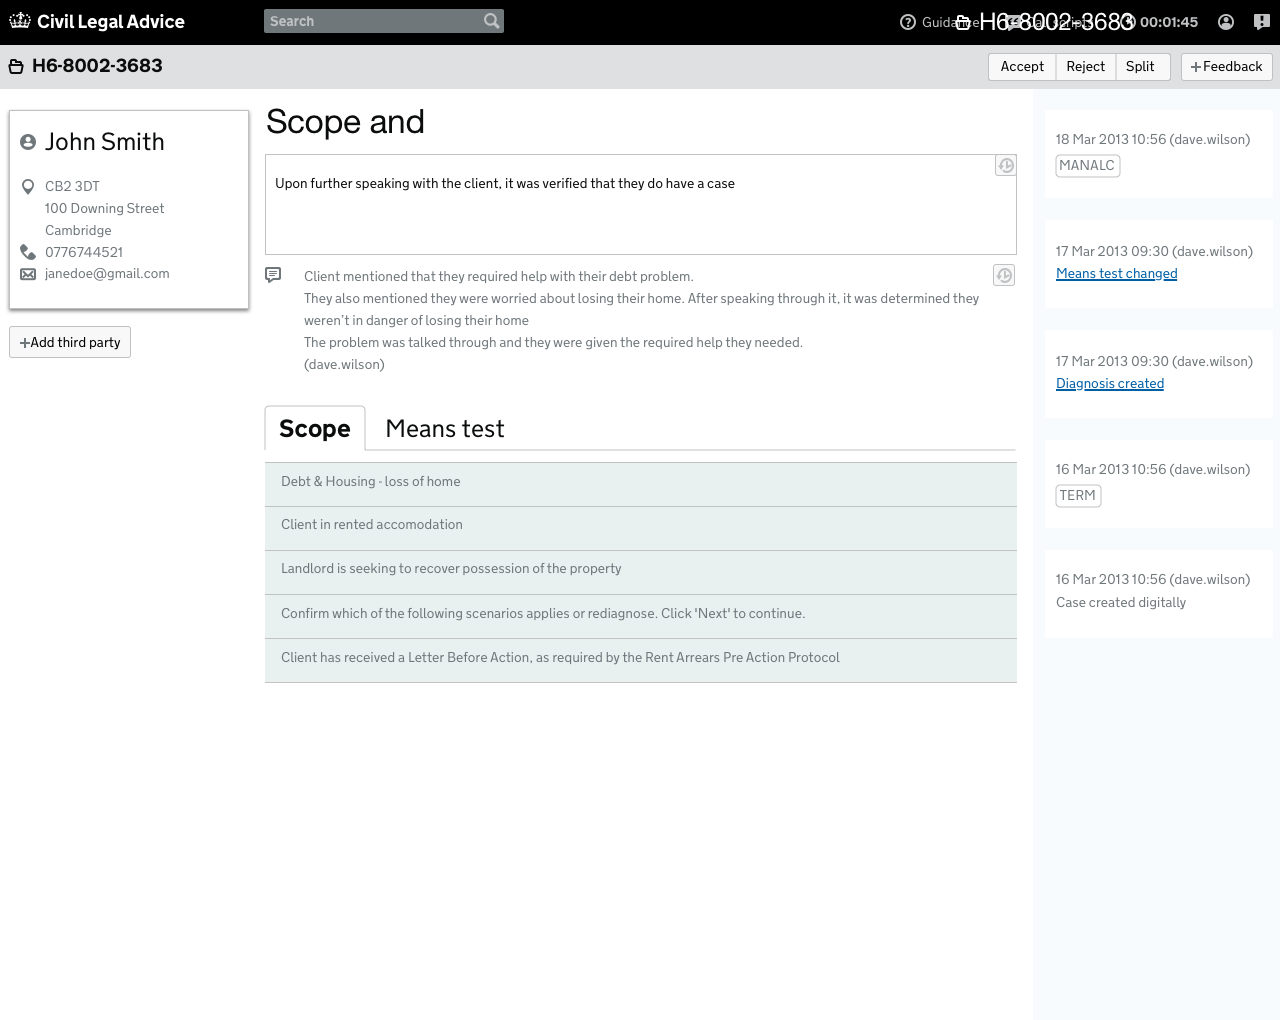 Civil Legal Advice
Search
Guidance
H6-8002-3683
00:01:45
H6-8002-3683
Accept
Reject
Split
+Feedback
John Smith
CB2 3DT
100 Downing Street
Cambridge
0776744521
janedoe@gmail.com
+Add third party
Scope and
Upon further speaking with the client, it was verified that they do have a case
Client mentioned that they required help with their debt problem.
They also mentioned they were worried about losing their home. After speaking through it, it was determined they
weren't in danger of losing their home
The problem was talked through and they were given the required help they needed.
(dave.wilson)
Scope
Means test
Debt & Housing - loss of home
Client in rented accomodation
Landlord is seeking to recover possession of the property
Confirm which of the following scenarios applies or rediagnose. Click 'Next' to continue.
Client has received a Letter Before Action, as required by the Rent Arrears Pre Action Protocol
18 Mar 2013 10:56 (dave.wilson)
MANALC
17 Mar 2013 09:30 (dave.wilson)
Means test changed
17 Mar 2013 09:30 (dave.wilson)
Diagnosis created
16 Mar 2013 10:56 (dave.wilson)
TERM
16 Mar 2013 10:56 (dave.wilson)
Case created digitally